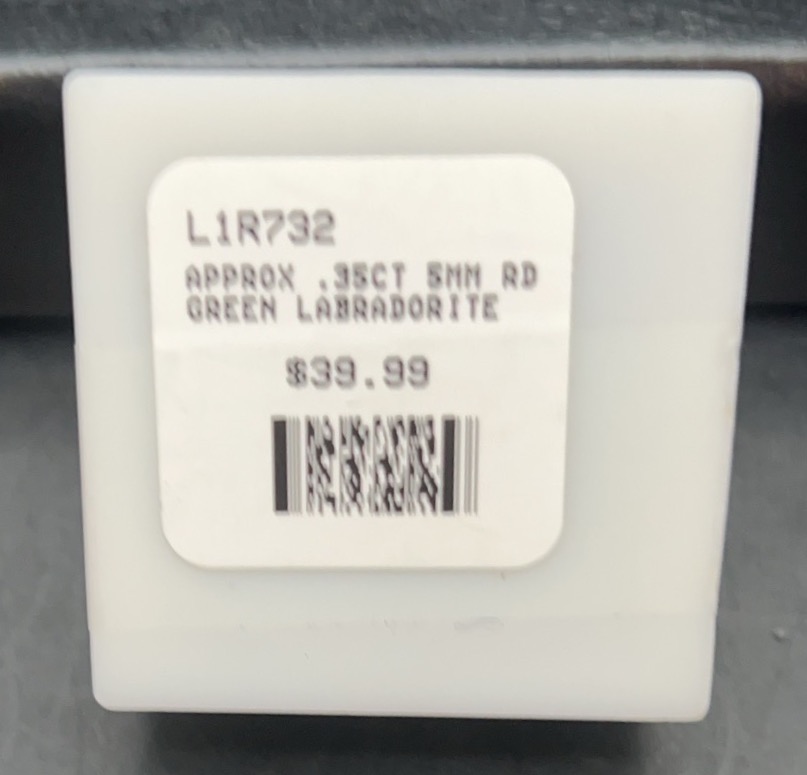 L1R732
APPROX .35CT 5MM RD
GREEN LABRADORITE
$39.99